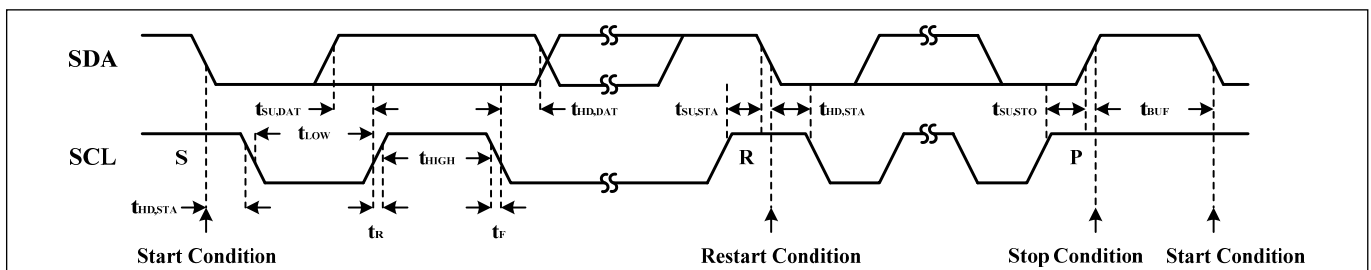 SDA
tSU,DAT tHD,DAT tSU,STA tHD,STA tSU,STO tBUF
tLOW
SCL S tHIGH R P
tHD,STA
tR tF
Start Condition Restart Condition Stop Condition Start Condition